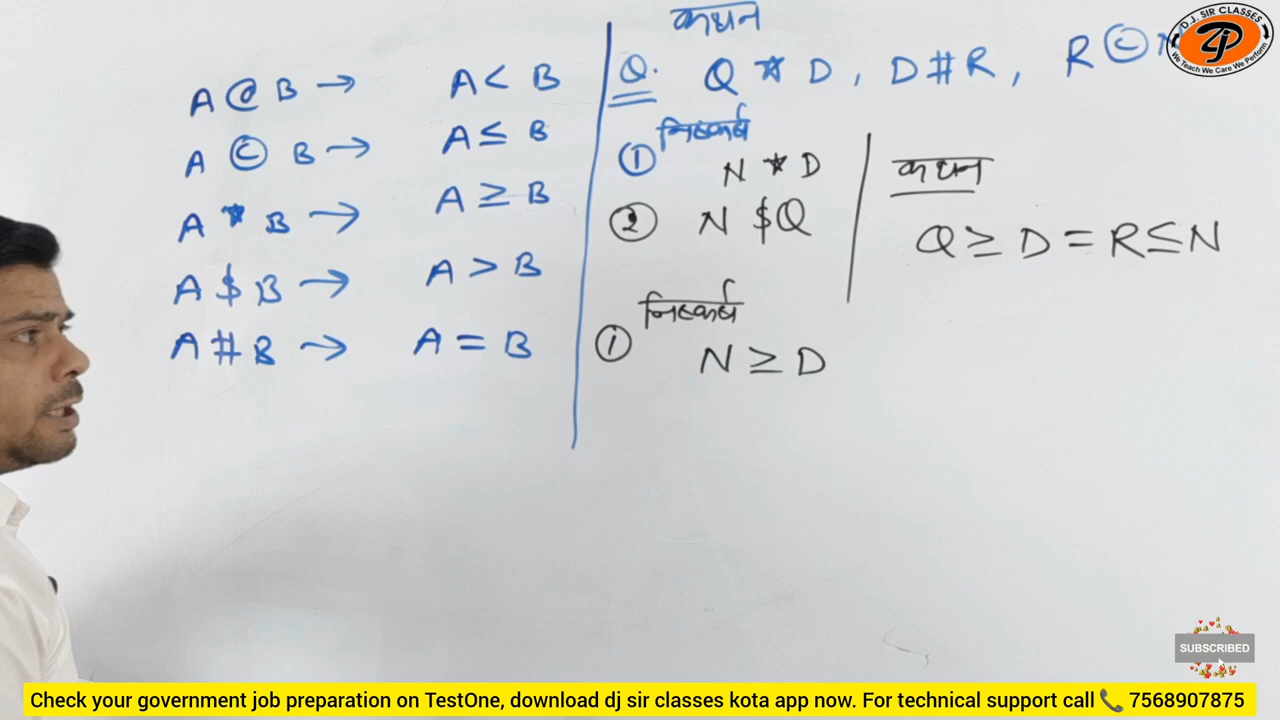 A @ B → A < B
A © B → A ≤ B
A * B → A ≥ B
A $ B → A > B
A # B → A = B
कथन
Q. Q * D, D # R, R © N
निष्कर्ष
① N * D
② N $ Q
कथन
Q ≥ D = R ≤ N
निष्कर्ष
① N ≥ D
D.J. SIR CLASSES
We Teach We Care We Perform
SUBSCRIBED
Check your government job preparation on TestOne, download dj sir classes kota app now. For technical support call 📞 7568907875